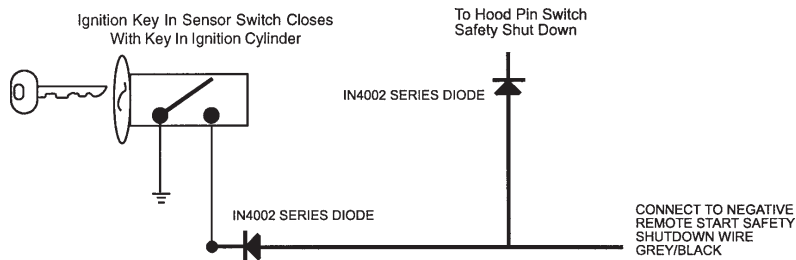 Ignition Key In Sensor Switch Closes
With Key In Ignition Cylinder
To Hood Pin Switch
Safety Shut Down
IN4002 SERIES DIODE
IN4002 SERIES DIODE
CONNECT TO NEGATIVE
REMOTE START SAFETY
SHUTDOWN WIRE
GREY/BLACK